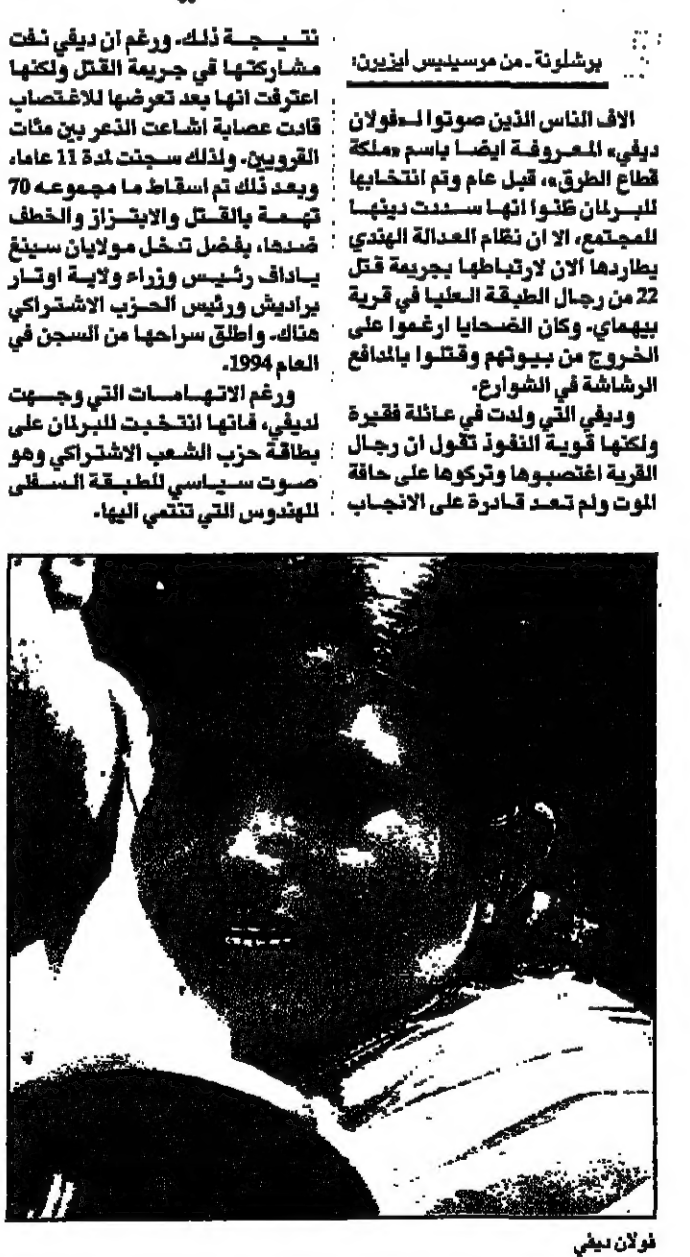 برشلونة ـ من مرسيديس ايزبرن:
الاف الناس الذين صوتوا لـ«فولان
ديفي» المعروفة ايضا باسم «ملكة
قطاع الطرق»، قبل عام وتم انتخابها
للبرلمان ظنوا انها سددت دينها
للمجتمع، الا ان نظام العدالة الهندي
يطاردها الان لارتباطها بجريمة قتل
22 من رجال الطبقة العليا في قرية
بيهماي. وكان الضحايا ارغموا على
الخروج من بيوتهم وقتلوا بالمدافع
الرشاشة في الشوارع.
وديفي التي ولدت في عائلة فقيرة
ولكنها قوية النفوذ تقول ان رجال
القرية اغتصبوها وتركوها على حافة
الموت ولم تعد قادرة على الانجاب
نتيجة ذلك. ورغم ان ديفي نفت
مشاركتها في جريمة القتل ولكنها
اعترفت انها بعد تعرضها للاغتصاب
قادت عصابة اشاعت الذعر بين مئات
القرويين. ولذلك سجنت لمدة 11 عاما،
وبعد ذلك تم اسقاط ما مجموعه 70
تهمة بالقتل والابتزاز والخطف
ضدها، بفضل تدخل مولايان سينغ
ياداف رئيس وزراء ولاية اوتار
براديش ورئيس الحزب الاشتراكي
هناك. واطلق سراحها من السجن في
العام 1994.
ورغم الاتهامات التي وجهت
لديفي، فانها انتخبت للبرلمان على
بطاقة حزب الشعب الاشتراكي وهو
صوت سياسي للطبقة السفلى
للهندوس التي تنتمي اليها.
فولان ديفي